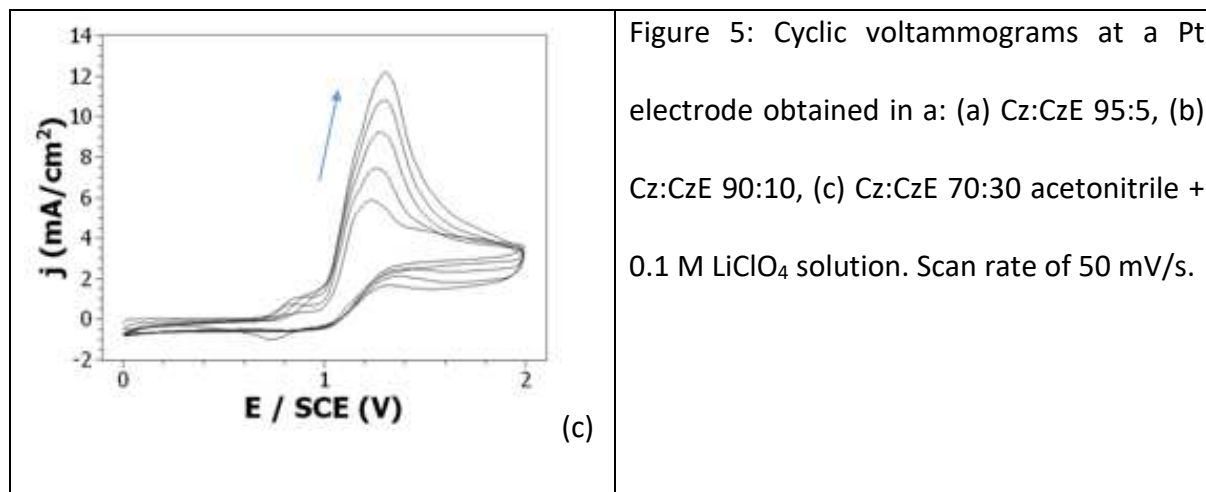 14
12
10
8
6
4
2
0
-2
j (mA/cm²)
0 1 2
E / SCE (V)
(c)
Figure 5: Cyclic voltammograms at a Pt
electrode obtained in a: (a) Cz:CzE 95:5, (b)
Cz:CzE 90:10, (c) Cz:CzE 70:30 acetonitrile +
0.1 M LiClO₄ solution. Scan rate of 50 mV/s.